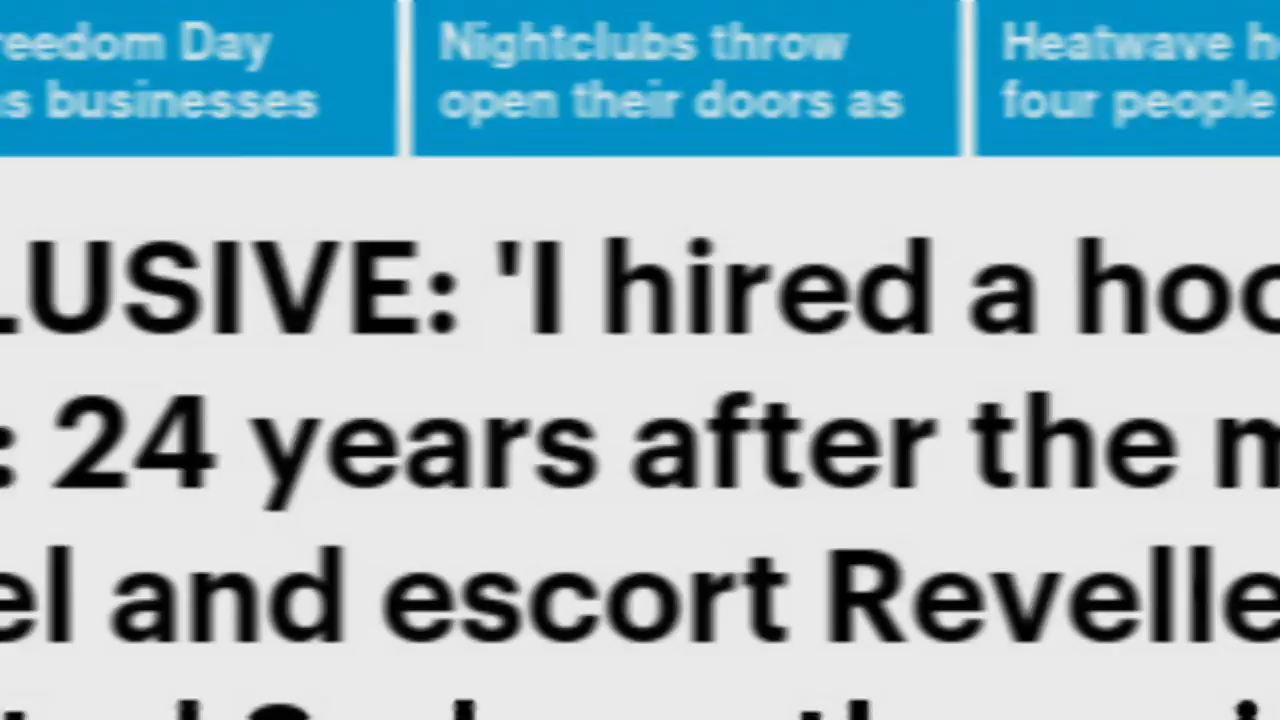 reedom Day
s businesses
Nightclubs throw
open their doors as
Heatwave h
four people
LUSIVE: 'I hired a hoo
: 24 years after the m
el and escort Revelle